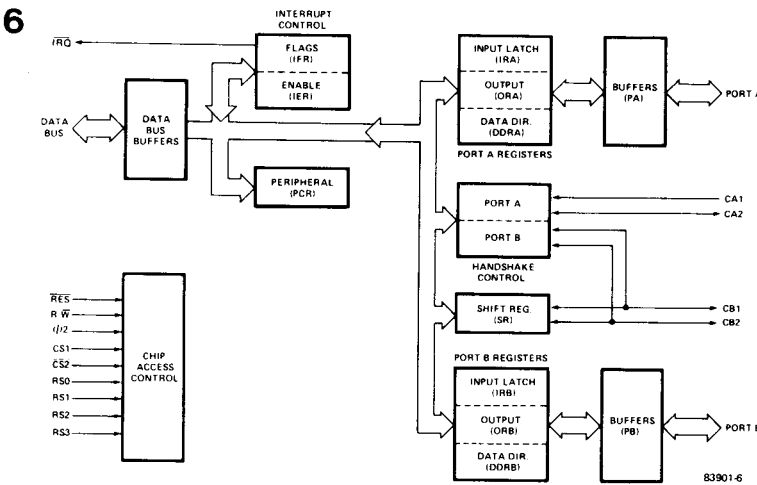 6
INTERRUPT
CONTROL
IRQ
FLAGS
(IFR)
ENABLE
(IER)
DATA
BUS
DATA
BUS
BUFFERS
PERIPHERAL
(PCR)
INPUT LATCH
(IRA)
OUTPUT
(ORA)
DATA DIR.
(DDRA)
PORT A REGISTERS
BUFFERS
(PA)
PORT A
PORT A
PORT B
HANDSHAKE
CONTROL
CA1
CA2
SHIFT REG.
(SR)
CB1
CB2
RES
R W
ϕ2
CS1
CS2
RS0
RS1
RS2
RS3
CHIP
ACCESS
CONTROL
PORT B REGISTERS
INPUT LATCH
(IRB)
OUTPUT
(ORB)
DATA DIR.
(DDRB)
BUFFERS
(PB)
PORT B
83901-6